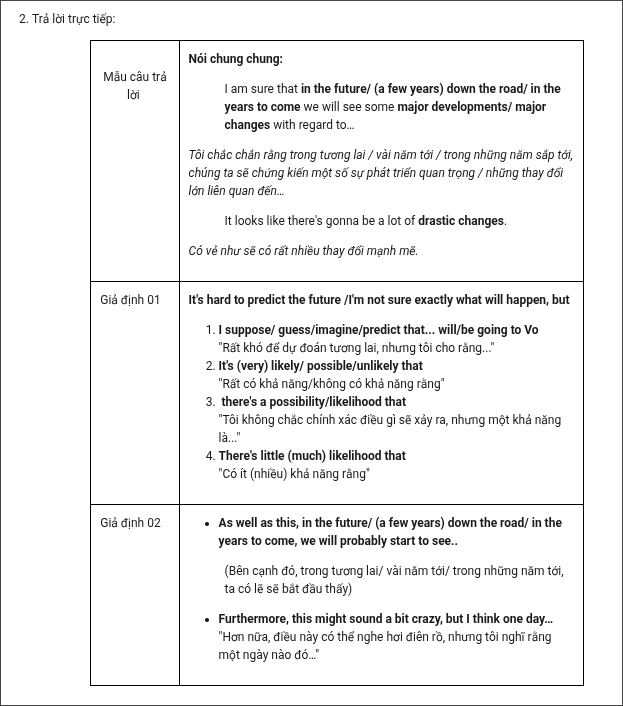 2. Trả lời trực tiếp:
Mẫu câu trả
lời
Nói chung chung:
I am sure that in the future/ (a few years) down the road/ in the
years to come we will see some major developments/ major
changes with regard to…
Tôi chắc chắn rằng trong tương lai / vài năm tới / trong những năm sắp tới,
chúng ta sẽ chứng kiến một số sự phát triển quan trọng / những thay đổi
lớn liên quan đến…
It looks like there's gonna be a lot of drastic changes.
Có vẻ như sẽ có rất nhiều thay đổi mạnh mẽ.
Giả định 01
It's hard to predict the future /I'm not sure exactly what will happen, but
1. I suppose/ guess/imagine/predict that... will/be going to Vo
"Rất khó để dự đoán tương lai, nhưng tôi cho rằng..."
2. It's (very) likely/ possible/unlikely that
"Rất có khả năng/không có khả năng rằng"
3. there's a possibility/likelihood that
"Tôi không chắc chính xác điều gì sẽ xảy ra, nhưng một khả năng
là..."
4. There's little (much) likelihood that
"Có ít (nhiều) khả năng rằng"
Giả định 02
• As well as this, in the future/ (a few years) down the road/ in the
years to come, we will probably start to see..
(Bên cạnh đó, trong tương lai/ vài năm tới/ trong những năm tới,
ta có lẽ sẽ bắt đầu thấy)
• Furthermore, this might sound a bit crazy, but I think one day…
"Hơn nữa, điều này có thể nghe hơi điên rồ, nhưng tôi nghĩ rằng
một ngày nào đó…"